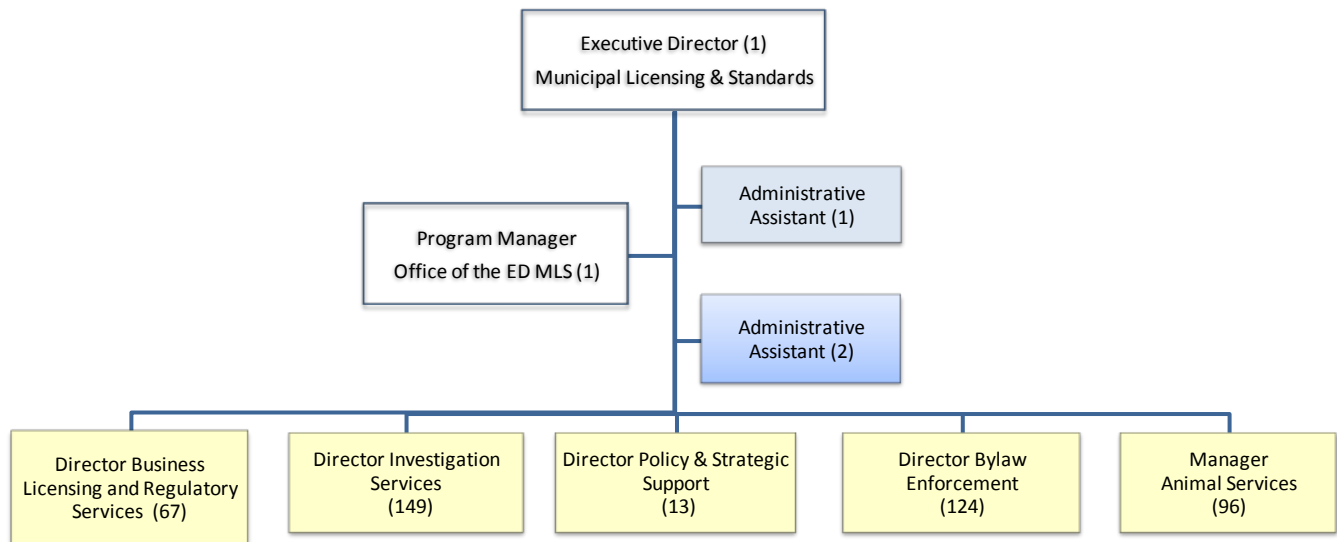 Executive Director (1)
Municipal Licensing & Standards
Administrative
Assistant (1)
Program Manager
Office of the ED MLS (1)
Administrative
Assistant (2)
Director Business
Licensing and Regulatory
Services (67)
Director Investigation
Services
(149)
Director Policy & Strategic
Support
(13)
Director Bylaw
Enforcement
(124)
Manager
Animal Services
(96)